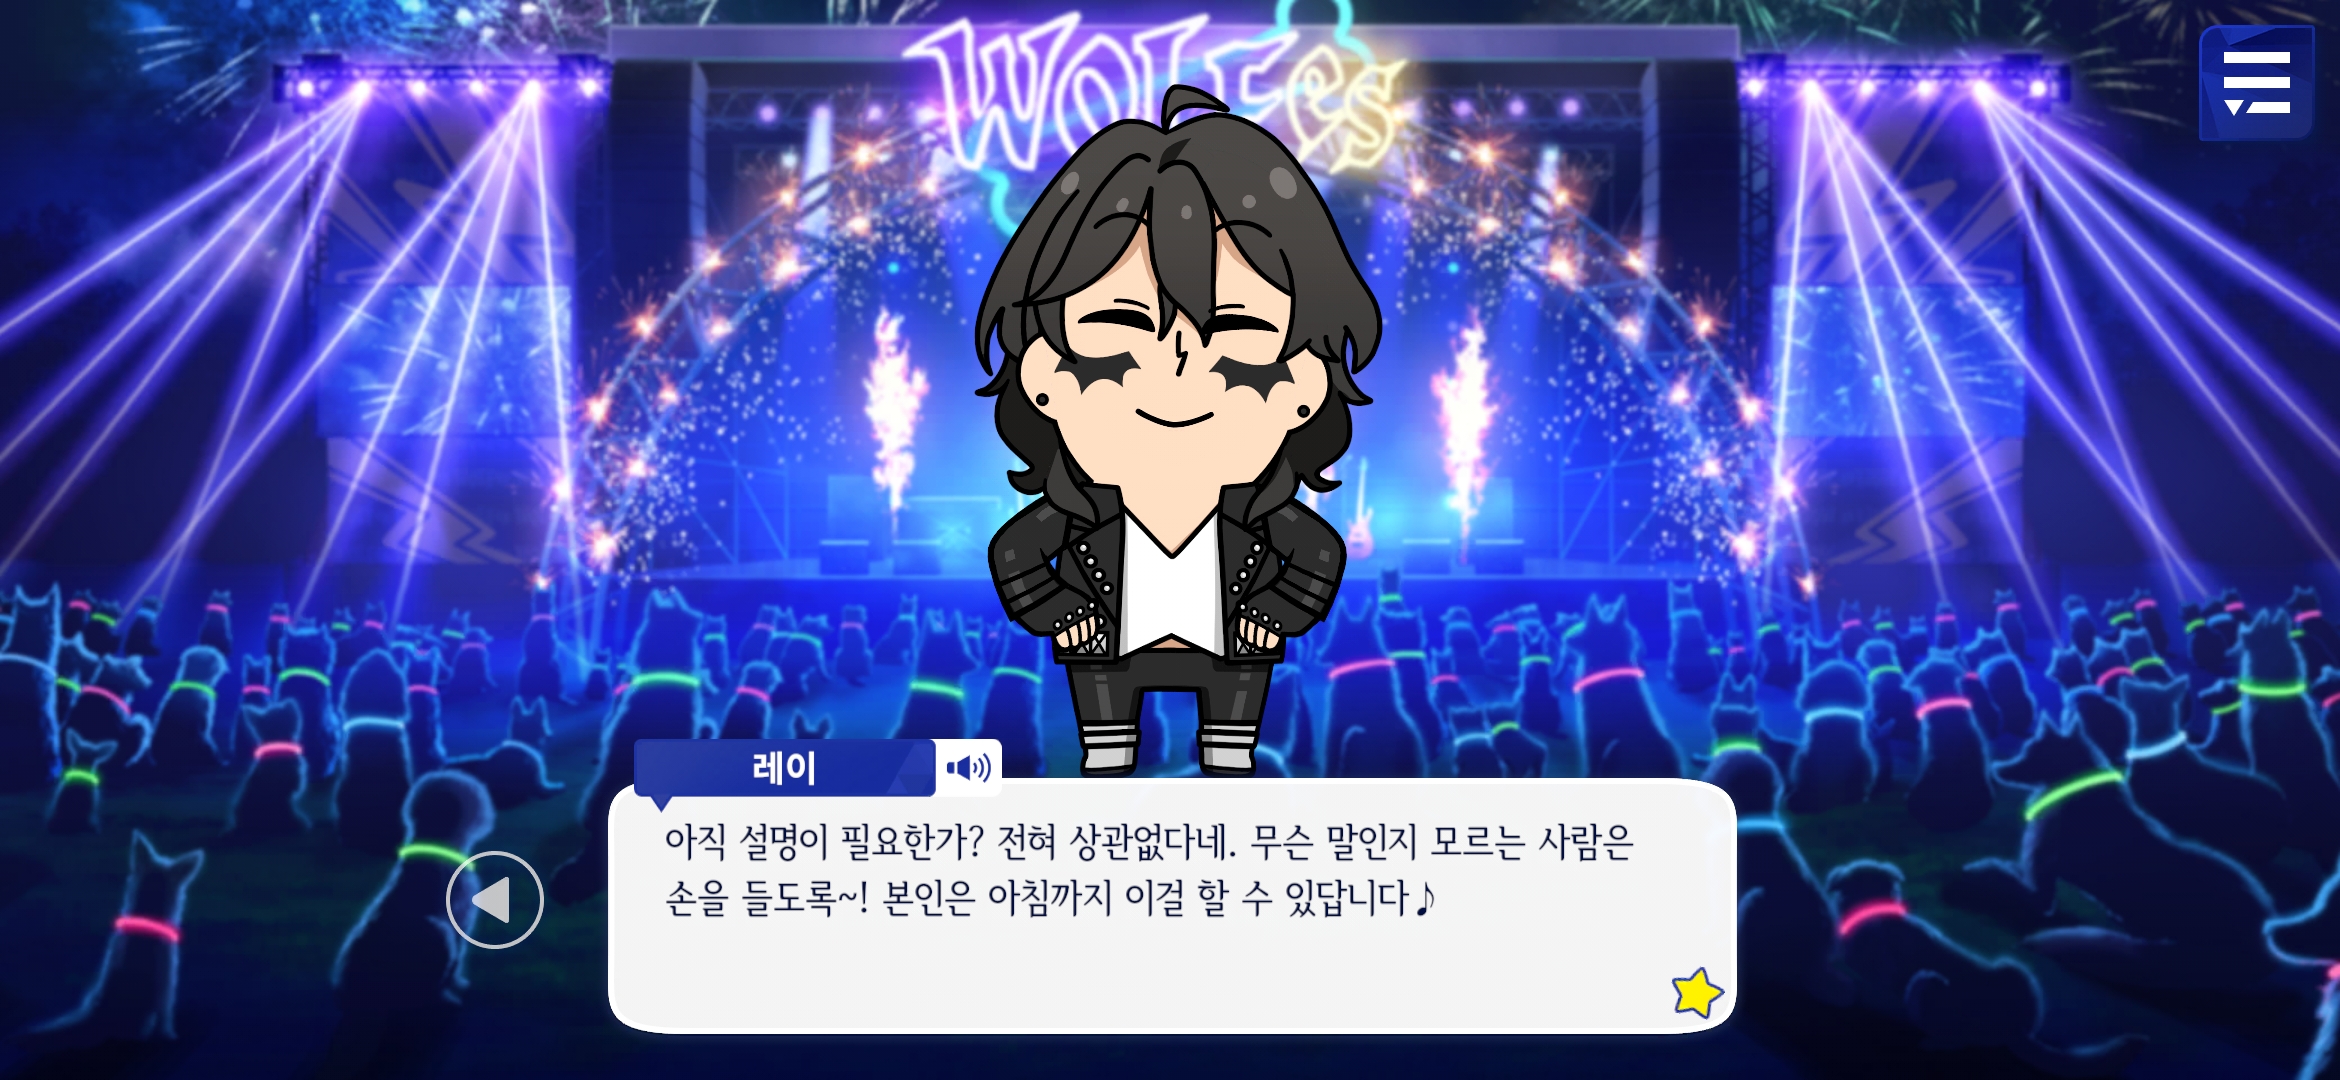 WOLFes
레이
아직 설명이 필요한가? 전혀 상관없다네. 무슨 말인지 모르는 사람은
손을 들도록~! 본인은 아침까지 이걸 할 수 있답니다♪